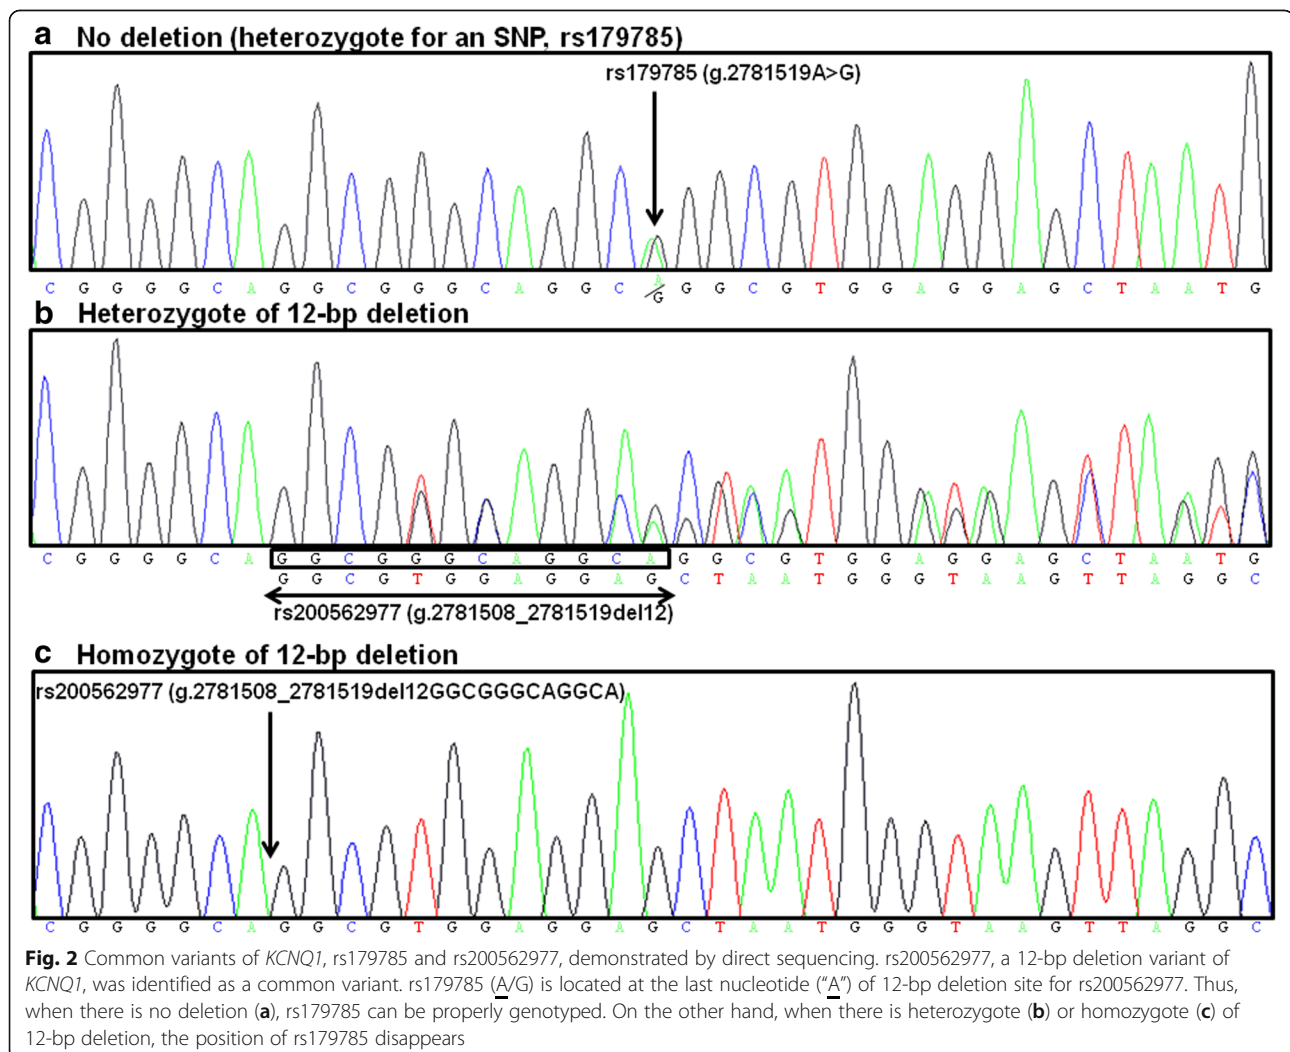 a No deletion (heterozygote for an SNP, rs179785)
rs179785 (g.2781519A>G)
C G G G G C A G G C G G G C A G G C A/G G G C G T G G A G G A G C T A A T G
b Heterozygote of 12-bp deletion
C G G G G C A G G C G G G C A G G C A G G C G T G G A G G A G C T A A T G
G G C G T G G A G G A G C T A A T G G G T A A G T T A G G C
rs200562977 (g.2781508_2781519del12)
c Homozygote of 12-bp deletion
rs200562977 (g.2781508_2781519del12GGCGGGCAGGCA)
C G G G G C A G G C G T G G A G G A G C T A A T G G G T A A G T T A G G C
Fig. 2 Common variants of KCNQ1, rs179785 and rs200562977, demonstrated by direct sequencing. rs200562977, a 12-bp deletion variant of
KCNQ1, was identified as a common variant. rs179785 (A/G) is located at the last nucleotide (“A”) of 12-bp deletion site for rs200562977. Thus,
when there is no deletion (a), rs179785 can be properly genotyped. On the other hand, when there is heterozygote (b) or homozygote (c) of
12-bp deletion, the position of rs179785 disappears